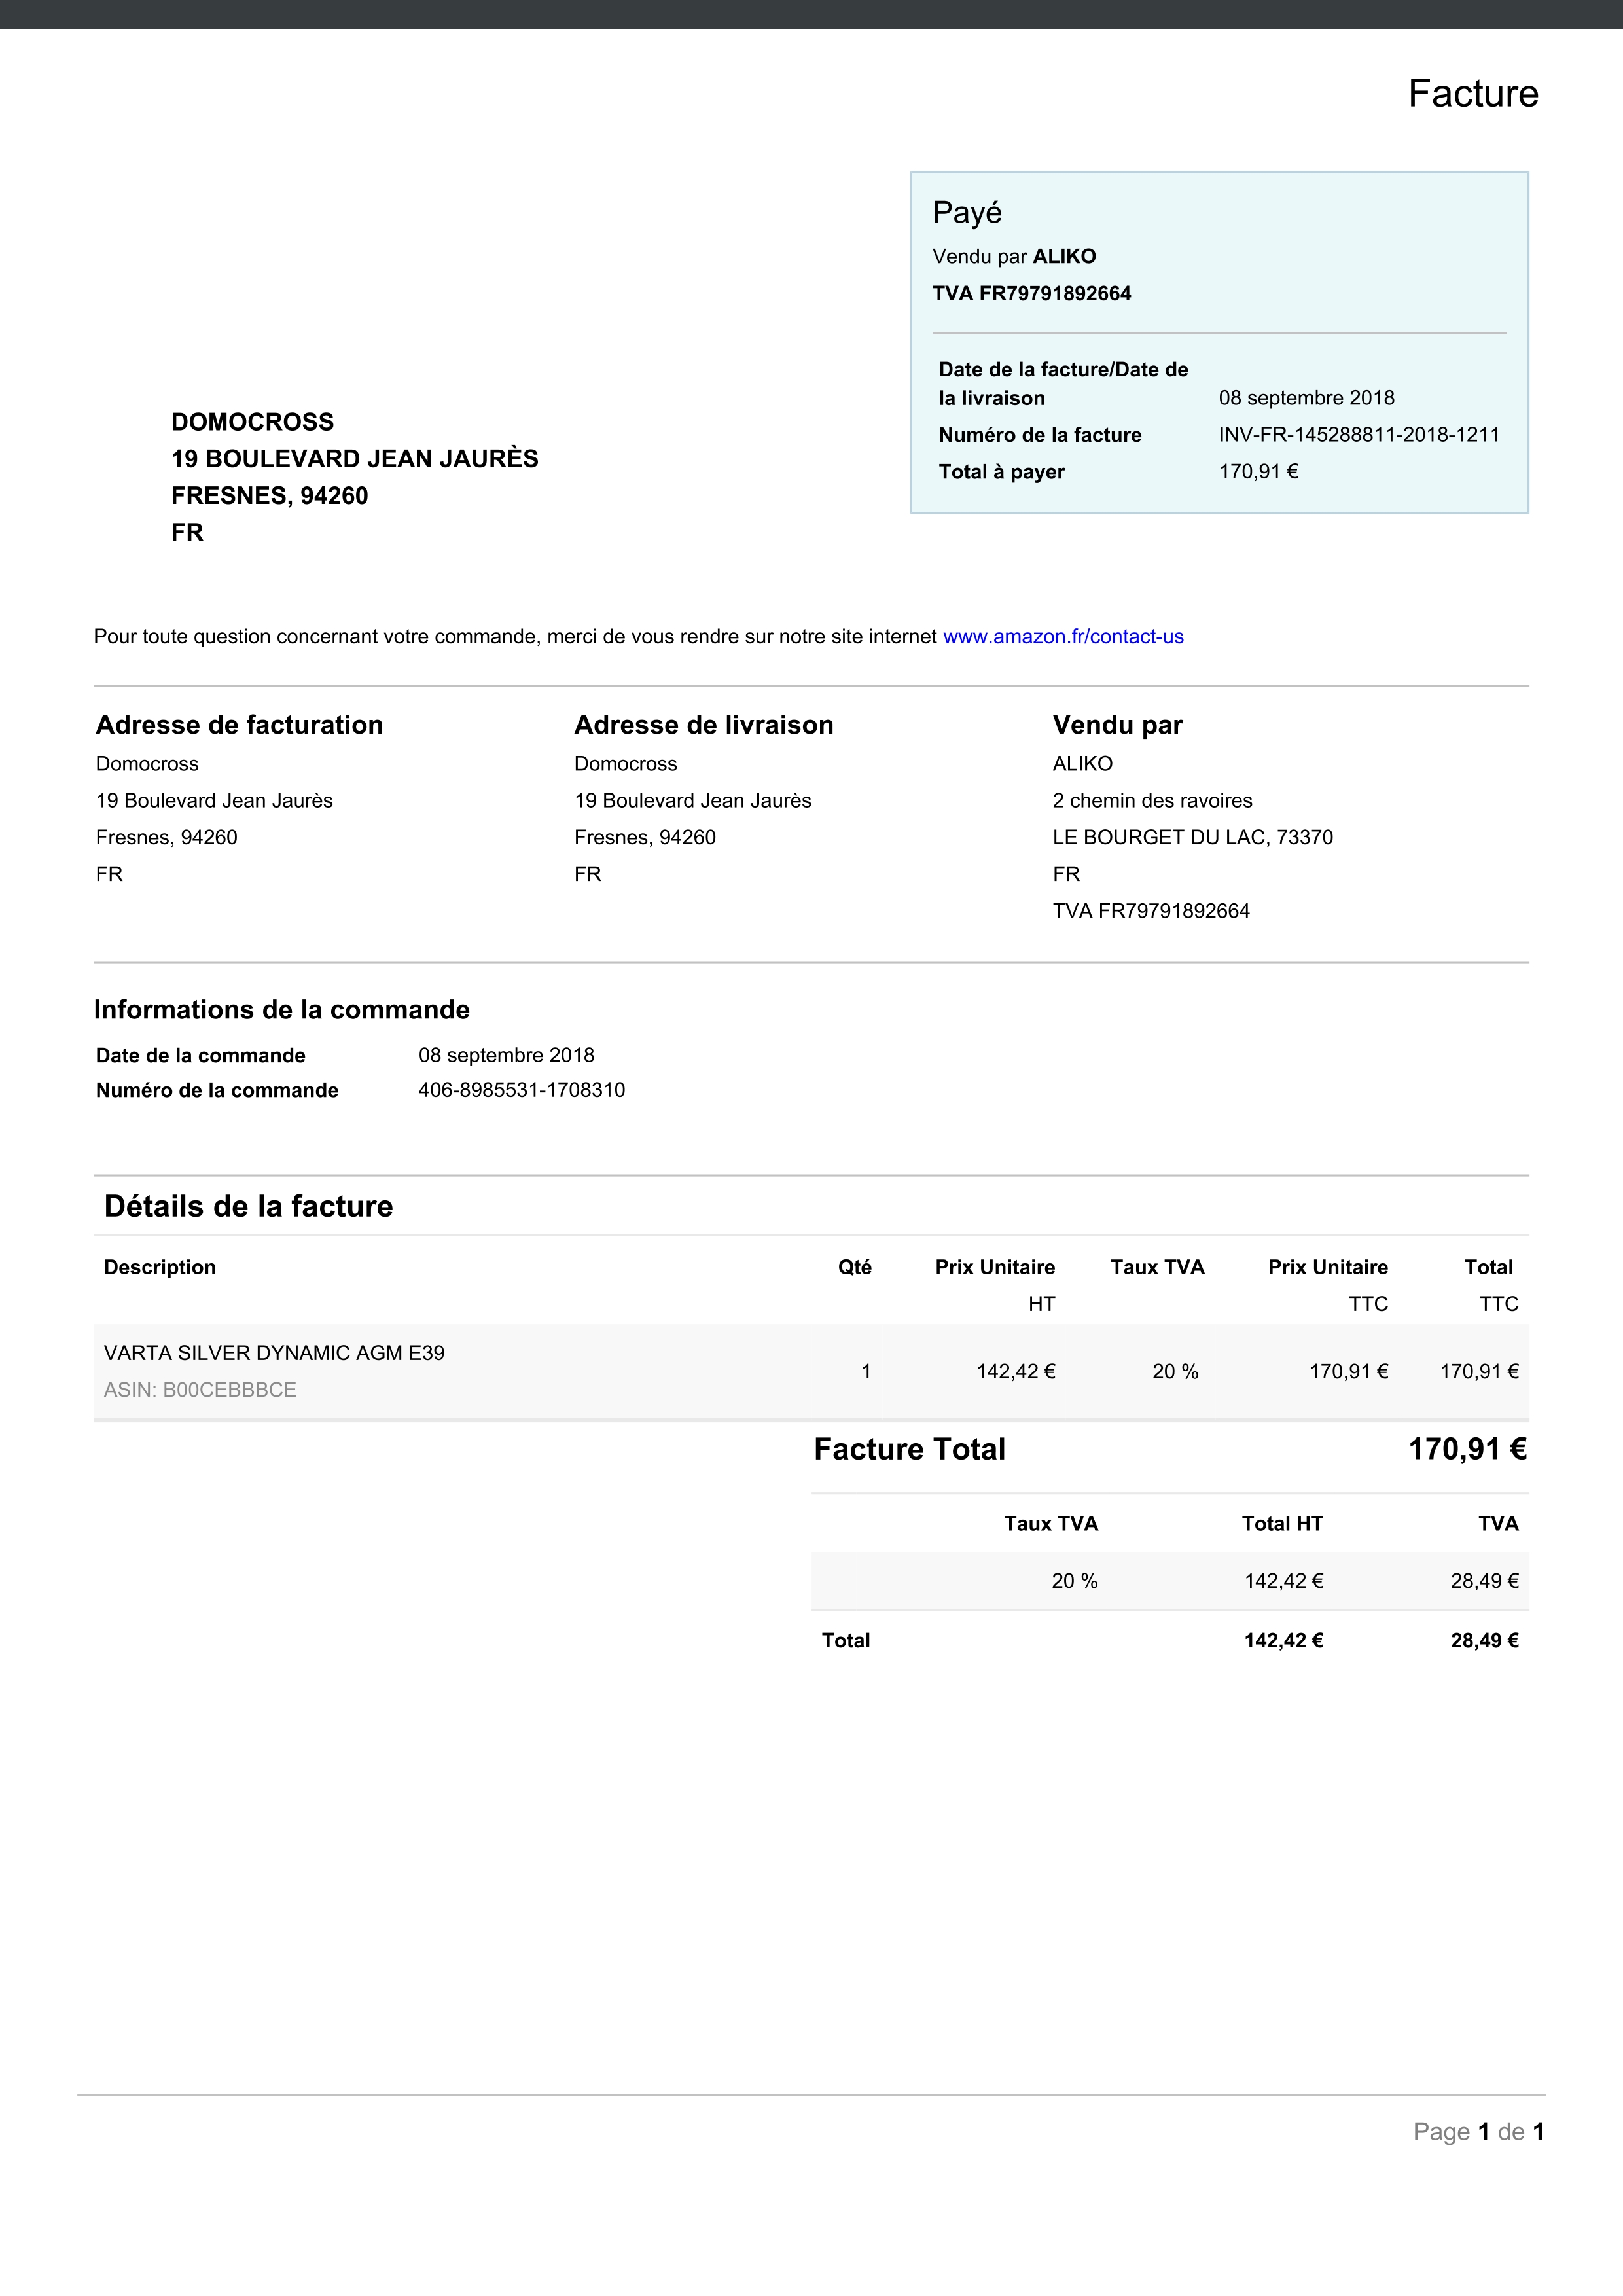 Facture
Payé
Vendu par ALIKO
TVA FR79791892664
Date de la facture/Date de
la livraison 08 septembre 2018
Numéro de la facture INV-FR-145288811-2018-1211
Total à payer 170,91 €
DOMOCROSS
19 BOULEVARD JEAN JAURÈS
FRESNES, 94260
FR
Pour toute question concernant votre commande, merci de vous rendre sur notre site internet www.amazon.fr/contact-us
Adresse de facturation
Domocross
19 Boulevard Jean Jaurès
Fresnes, 94260
FR
Adresse de livraison
Domocross
19 Boulevard Jean Jaurès
Fresnes, 94260
FR
Vendu par
ALIKO
2 chemin des ravoires
LE BOURGET DU LAC, 73370
FR
TVA FR79791892664
Informations de la commande
Date de la commande 08 septembre 2018
Numéro de la commande 406-8985531-1708310
Détails de la facture
Description Qté Prix Unitaire Taux TVA Prix Unitaire Total
HT TTC TTC
VARTA SILVER DYNAMIC AGM E39
1 142,42 € 20 % 170,91 € 170,91 €
ASIN: B00CEBBBCE
Facture Total 170,91 €
Taux TVA Total HT TVA
20 % 142,42 € 28,49 €
Total 142,42 € 28,49 €
Page 1 de 1